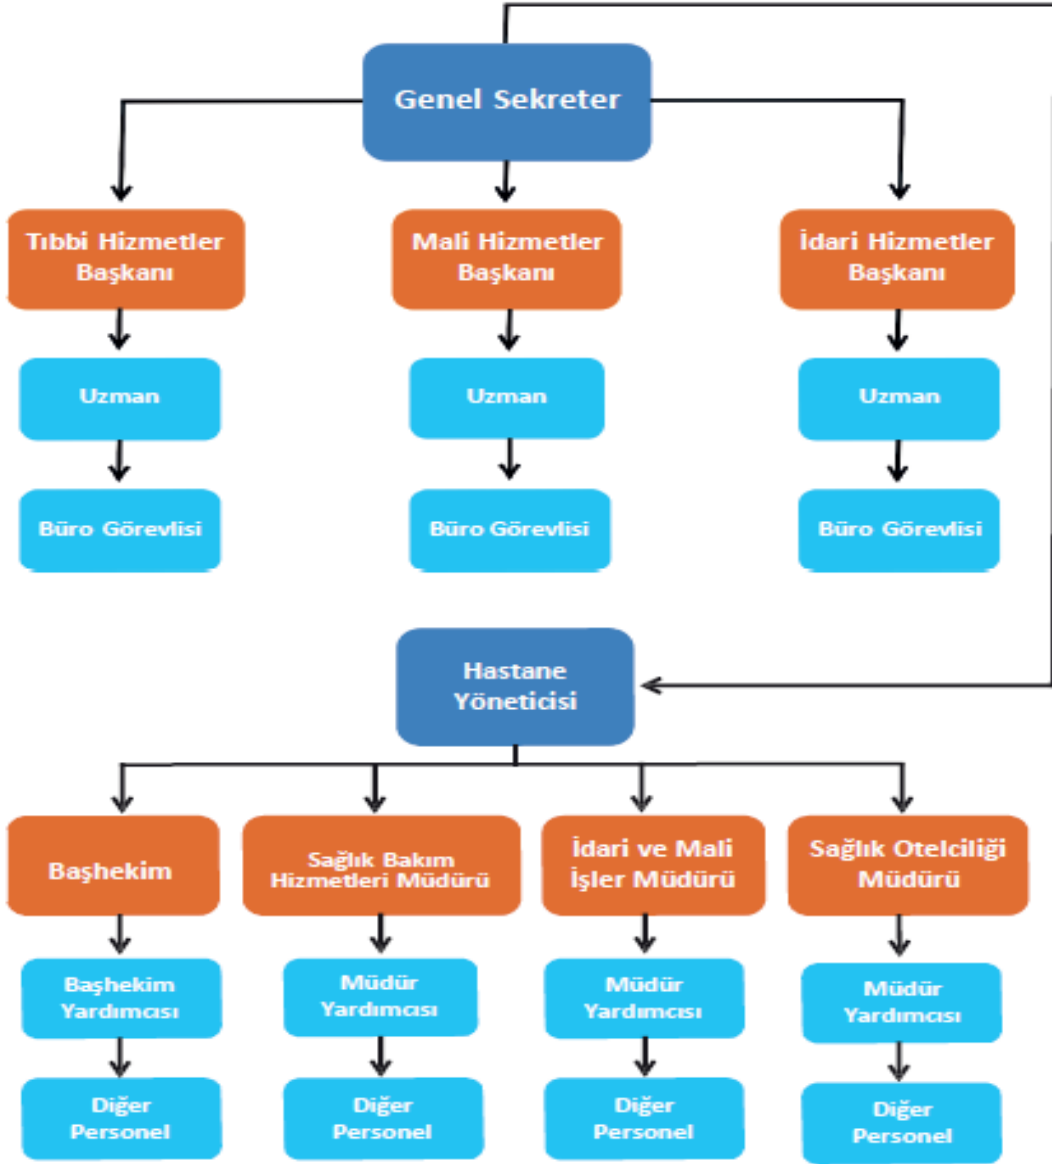 Genel Sekreter
Tıbbi Hizmetler
Başkanı
Mali Hizmetler
Başkanı
İdari Hizmetler
Başkanı
Uzman
Uzman
Uzman
Büro Görevlisi
Büro Görevlisi
Büro Görevlisi
Hastane
Yöneticisi
Başhekim
Sağlık Bakım
Hizmetleri Müdürü
İdari ve Mali
İşler Müdürü
Sağlık Otelciliği
Müdürü
Başhekim
Yardımcısı
Müdür
Yardımcısı
Müdür
Yardımcısı
Müdür
Yardımcısı
Diğer
Personel
Diğer
Personel
Diğer
Personel
Diğer
Personel